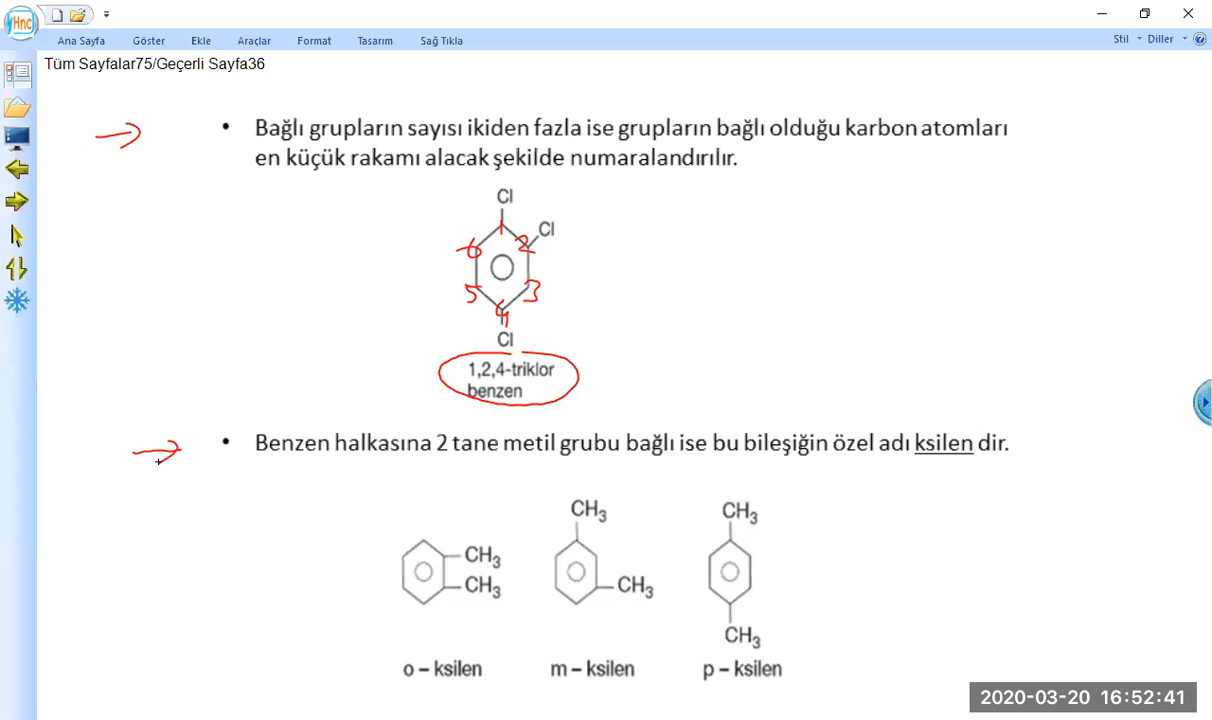 Hnc
Ana Sayfa Göster Ekle Araçlar Format Tasarım Sağ Tıkla Stil Diller
Tüm Sayfalar75/Geçerli Sayfa36
• Bağlı grupların sayısı ikiden fazla ise grupların bağlı olduğu karbon atomları
en küçük rakamı alacak şekilde numaralandırılır.
Cl
Cl
1
6 2
5 3
4
Cl
1,2,4-triklor
benzen
• Benzen halkasına 2 tane metil grubu bağlı ise bu bileşiğin özel adı ksilen dir.
CH3 CH3
CH3
CH3 CH3
CH3
o – ksilen m – ksilen p – ksilen
2020-03-20 16:52:41